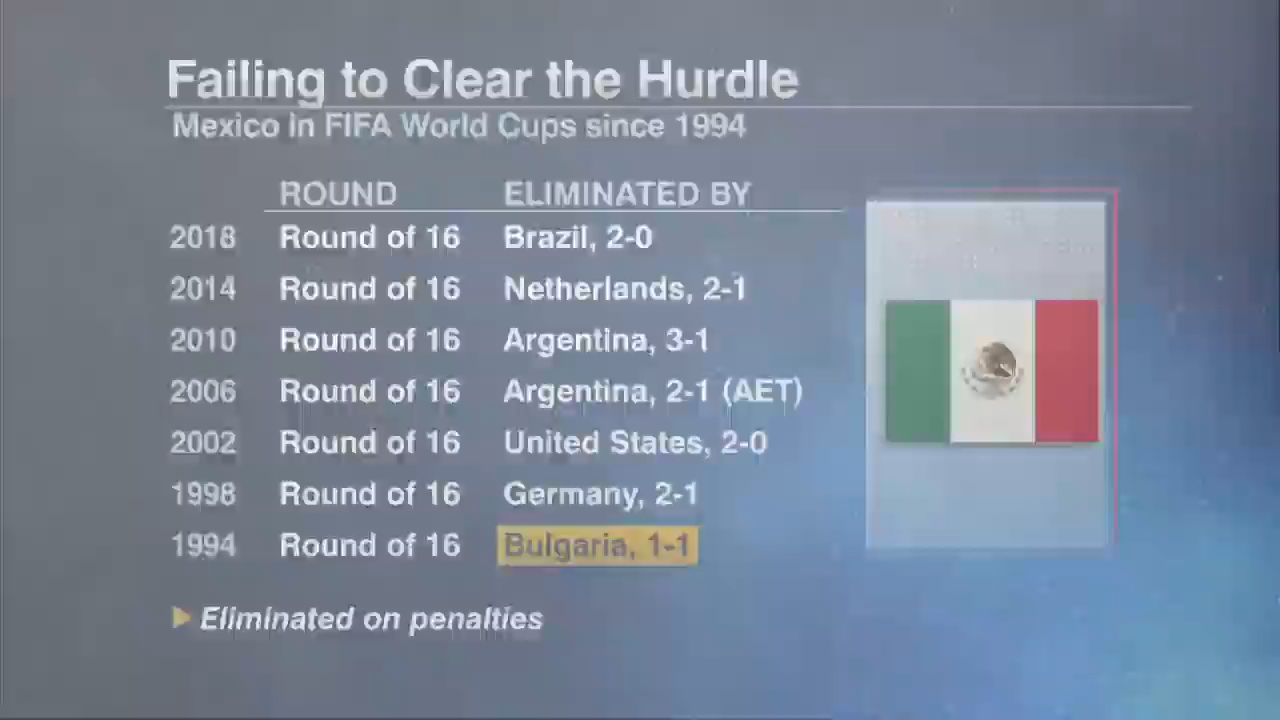 Failing to Clear the Hurdle
Mexico in FIFA World Cups since 1994
ROUND ELIMINATED BY
2018 Round of 16 Brazil, 2-0
2014 Round of 16 Netherlands, 2-1
2010 Round of 16 Argentina, 3-1
2006 Round of 16 Argentina, 2-1 (AET)
2002 Round of 16 United States, 2-0
1998 Round of 16 Germany, 2-1
1994 Round of 16 Bulgaria, 1-1
Eliminated on penalties